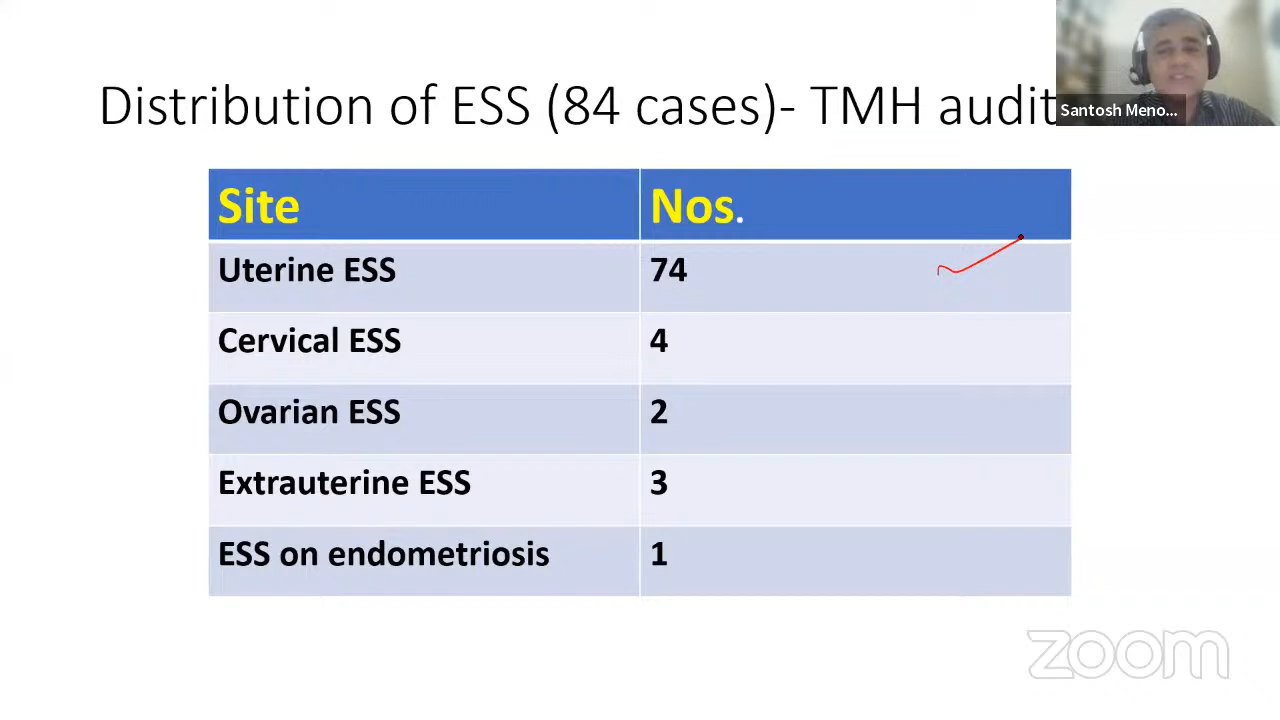 Distribution of ESS (84 cases)- TMH audit
Santosh Meno...
Site Nos.
Uterine ESS 74
Cervical ESS 4
Ovarian ESS 2
Extrauterine ESS 3
ESS on endometriosis 1
zoom